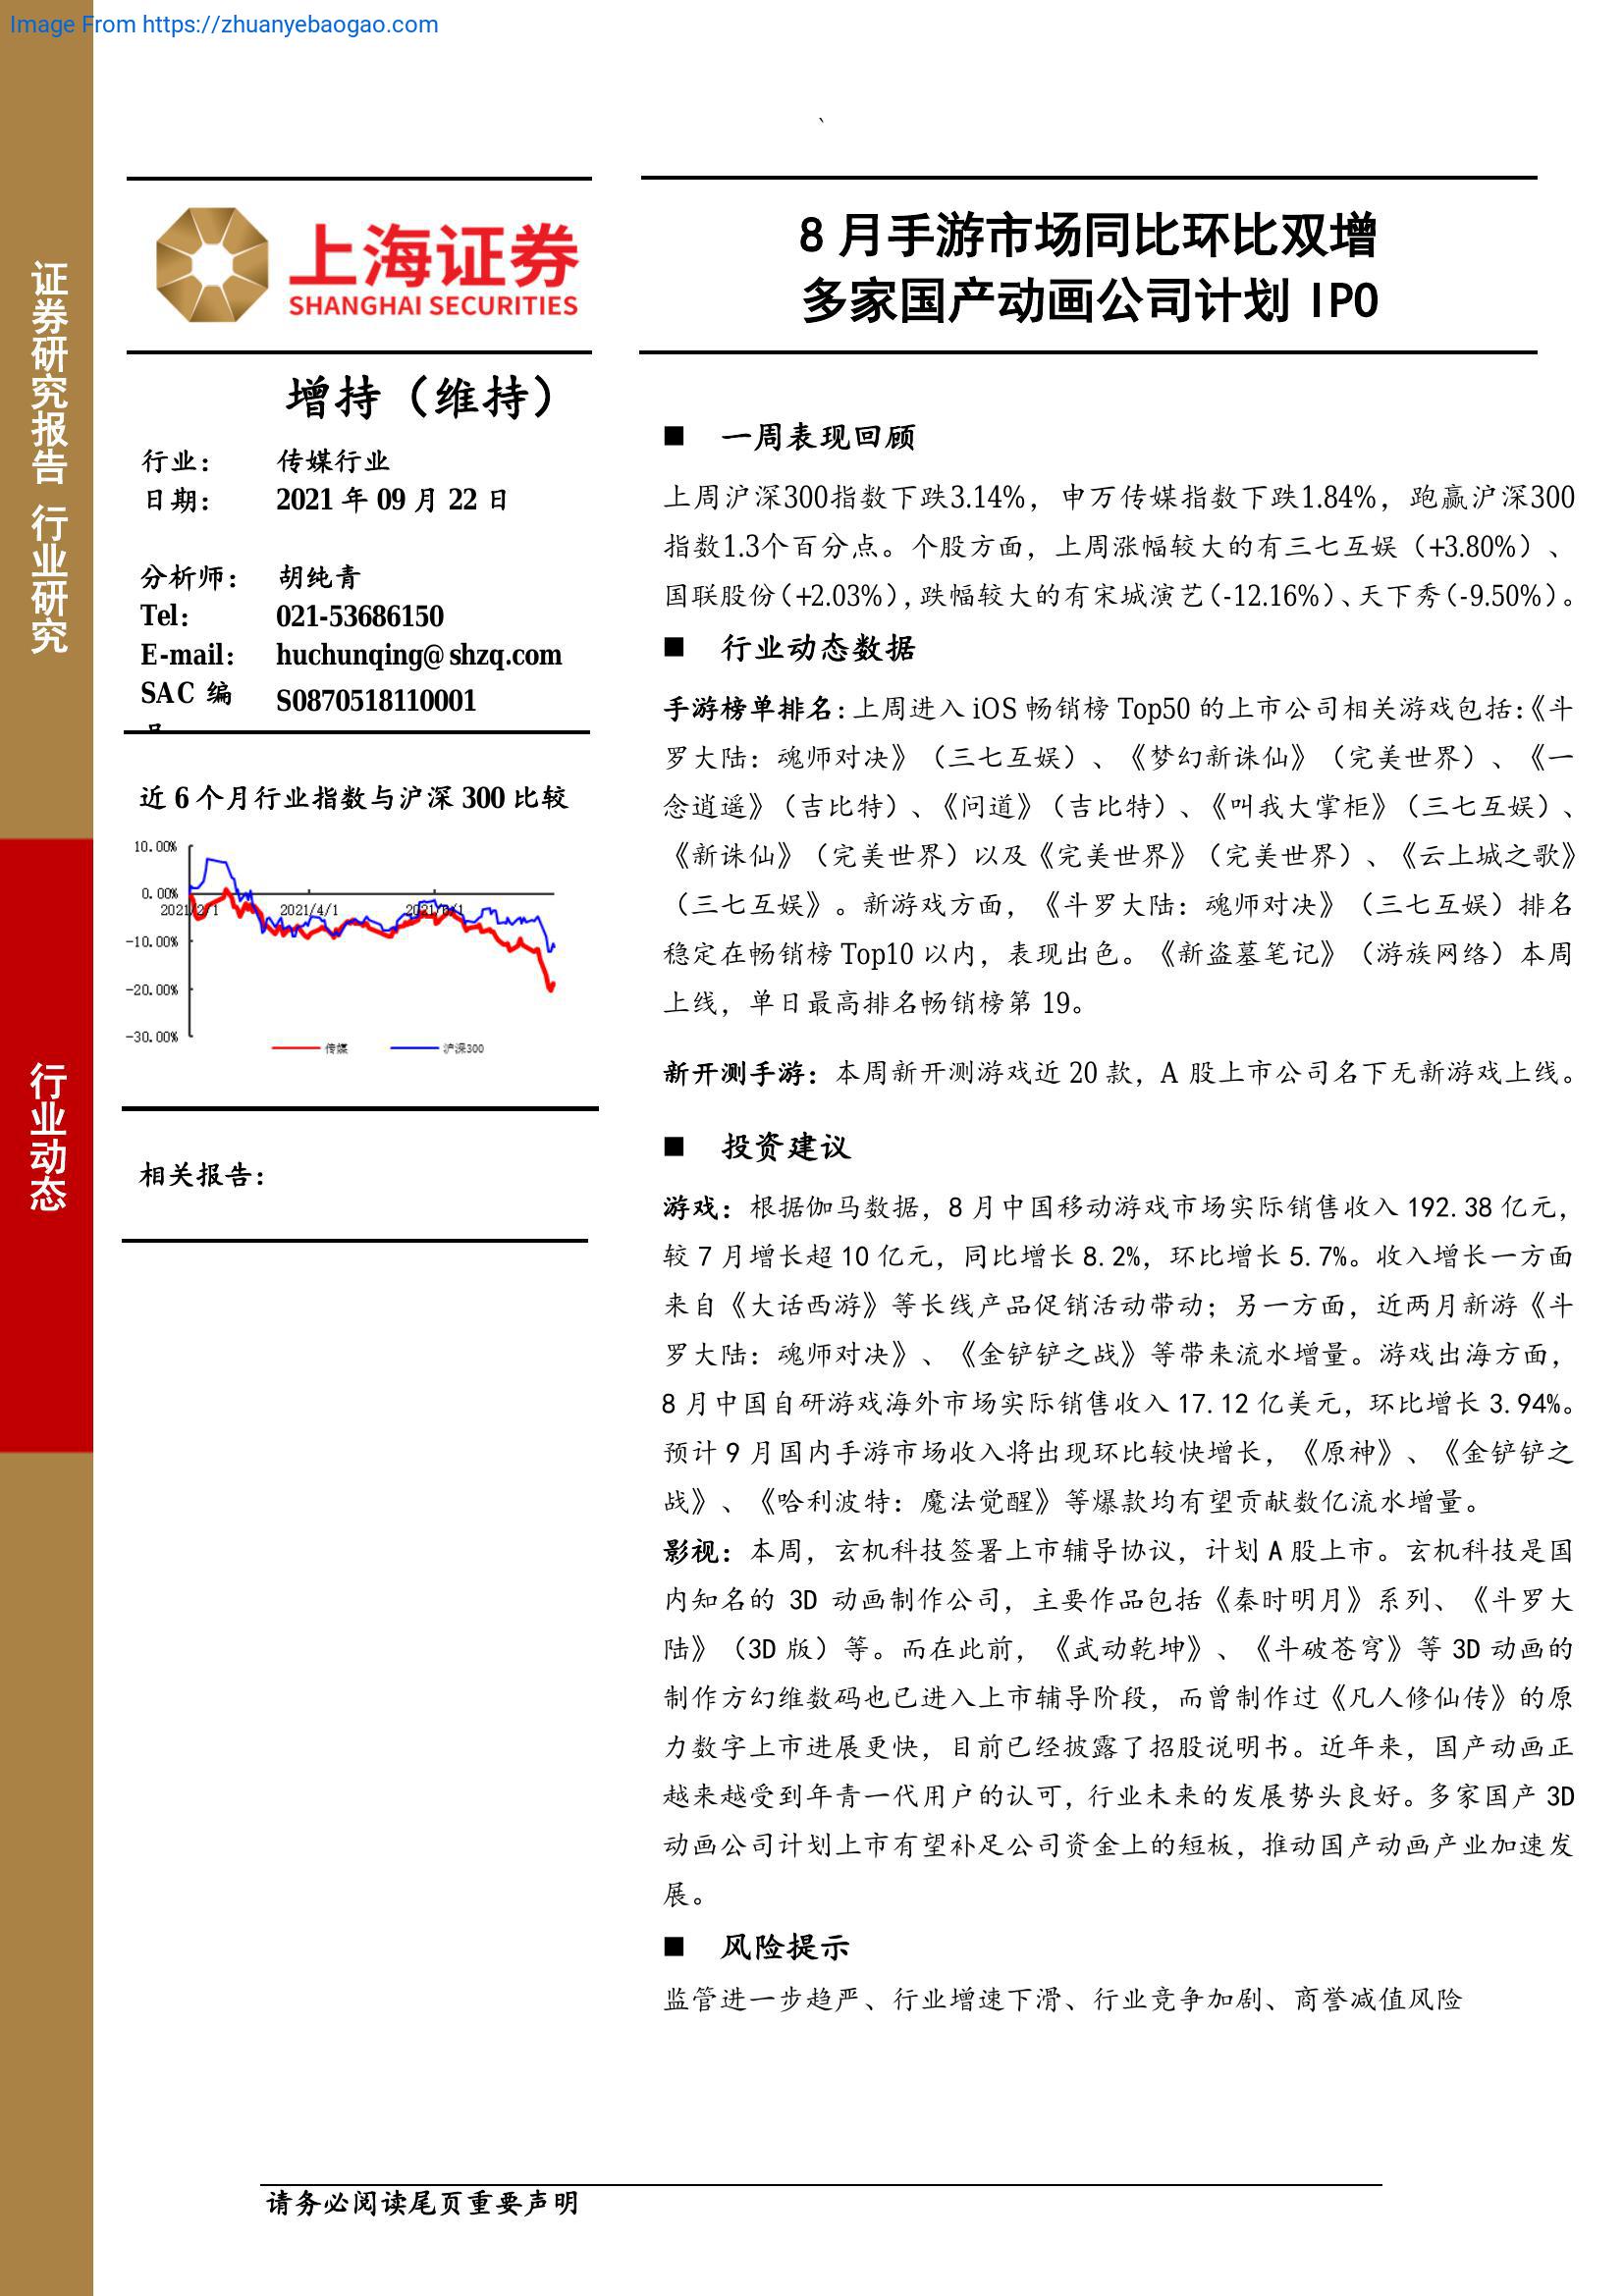 Image From https://zhuanyebaogao.com
、
证券研究报告 行业研究
行业动态
上海证券
SHANGHAI SECURITIES
增持（维持）
行业： 传媒行业
日期： 2021 年 09 月 22 日
分析师： 胡纯青
Tel： 021-53686150
E-mail： huchunqing@shzq.com
SAC 编 S0870518110001
近 6 个月行业指数与沪深 300 比较
10.00%
0.00%
2021/2/1 2021/4/1 2021/6/1
-10.00%
-20.00%
-30.00%
传媒 沪深300
相关报告：
8 月手游市场同比环比双增
多家国产动画公司计划 IPO
■ 一周表现回顾
上周沪深300指数下跌3.14%，申万传媒指数下跌1.84%，跑赢沪深300
指数1.3个百分点。个股方面，上周涨幅较大的有三七互娱（+3.80%）、
国联股份（+2.03%），跌幅较大的有宋城演艺（-12.16%）、天下秀（-9.50%）。
■ 行业动态数据
手游榜单排名：上周进入 iOS 畅销榜 Top50 的上市公司相关游戏包括：《斗
罗大陆：魂师对决》（三七互娱）、《梦幻新诛仙》（完美世界）、《一
念逍遥》（吉比特）、《问道》（吉比特）、《叫我大掌柜》（三七互娱）、
《新诛仙》（完美世界）以及《完美世界》（完美世界）、《云上城之歌》
（三七互娱》。新游戏方面，《斗罗大陆：魂师对决》（三七互娱）排名
稳定在畅销榜 Top10 以内，表现出色。《新盗墓笔记》（游族网络）本周
上线，单日最高排名畅销榜第 19。
新开测手游：本周新开测游戏近 20 款，A 股上市公司名下无新游戏上线。
■ 投资建议
游戏：根据伽马数据，8 月中国移动游戏市场实际销售收入 192.38 亿元，
较 7 月增长超 10 亿元，同比增长 8.2%，环比增长 5.7%。收入增长一方面
来自《大话西游》等长线产品促销活动带动；另一方面，近两月新游《斗
罗大陆：魂师对决》、《金铲铲之战》等带来流水增量。游戏出海方面，
8 月中国自研游戏海外市场实际销售收入 17.12 亿美元，环比增长 3.94%。
预计 9 月国内手游市场收入将出现环比较快增长，《原神》、《金铲铲之
战》、《哈利波特：魔法觉醒》等爆款均有望贡献数亿流水增量。
影视：本周，玄机科技签署上市辅导协议，计划 A 股上市。玄机科技是国
内知名的 3D 动画制作公司，主要作品包括《秦时明月》系列、《斗罗大
陆》（3D 版）等。而在此前，《武动乾坤》、《斗破苍穹》等 3D 动画的
制作方幻维数码也已进入上市辅导阶段，而曾制作过《凡人修仙传》的原
力数字上市进展更快，目前已经披露了招股说明书。近年来，国产动画正
越来越受到年青一代用户的认可，行业未来的发展势头良好。多家国产 3D
动画公司计划上市有望补足公司资金上的短板，推动国产动画产业加速发
展。
■ 风险提示
监管进一步趋严、行业增速下滑、行业竞争加剧、商誉减值风险
请务必阅读尾页重要声明